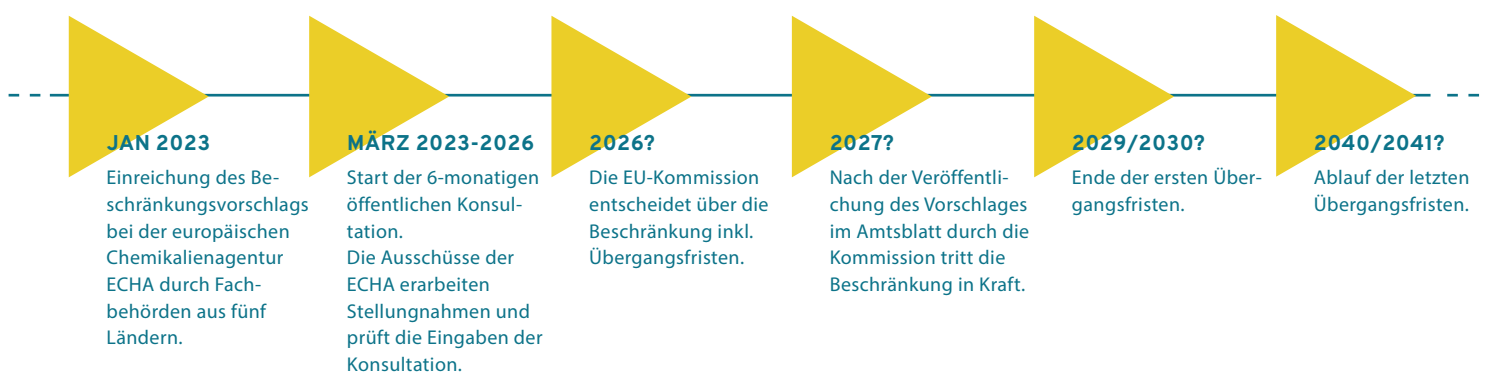 JAN 2023
Einreichung des Be-
schränkungsvorschlags
bei der europäischen
Chemikalienagentur
ECHA durch Fach-
behörden aus fünf
Ländern.
MÄRZ 2023-2026
Start der 6-monatigen
öffentlichen Konsul-
tation.
Die Ausschüsse der
ECHA erarbeiten
Stellungnahmen und
prüft die Eingaben der
Konsultation.
2026?
Die EU-Kommission
entscheidet über die
Beschränkung inkl.
Übergangsfristen.
2027?
Nach der Veröffentli-
chung des Vorschlages
im Amtsblatt durch die
Kommission tritt die
Beschränkung in Kraft.
2029/2030?
Ende der ersten Über-
gangsfristen.
2040/2041?
Ablauf der letzten
Übergangsfristen.